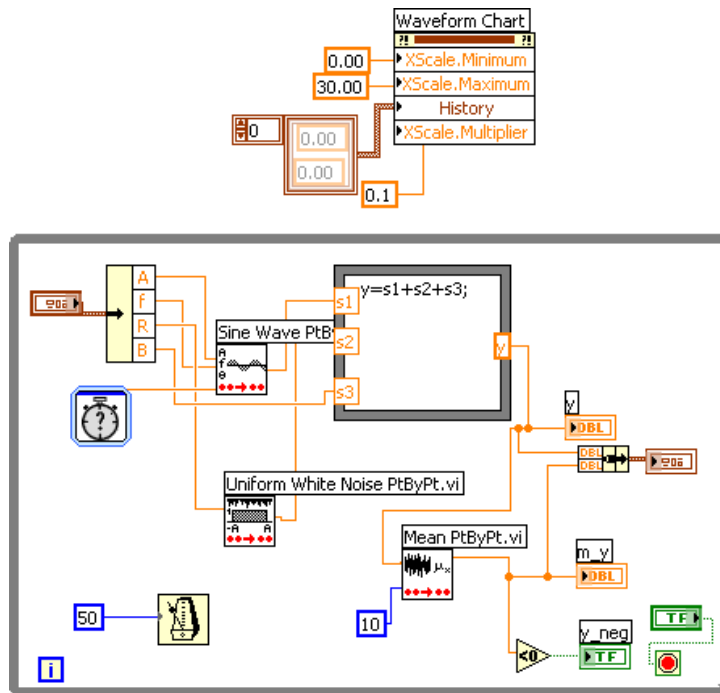 Waveform Chart
?! ?!
0.00
XScale.Minimum
30.00
XScale.Maximum
History
0
0.00
0.00
XScale.Multiplier
0.1
A
f
R
B
y=s1+s2+s3;
s1
s2
s3
y
Sine Wave PtB
A
f
?
y
DBL
DBL
DBL
Uniform White Noise PtByPt.vi
-A A
Mean PtByPt.vi
μx
m_y
DBL
50
10
y_neg
TF
TF
<0
i